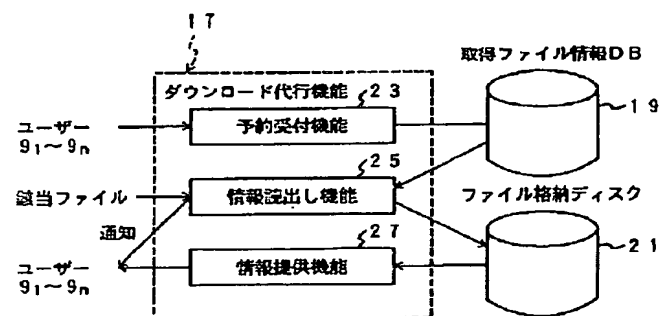 17
取得ファイル情報DB
ダウンロード代行機能
23
予約受付機能
19
ユーザー
9₁~9ₙ
25
該当ファイル
情報読出し機能
ファイル格納ディスク
通知
27
情報提供機能
21
ユーザー
9₁~9ₙ